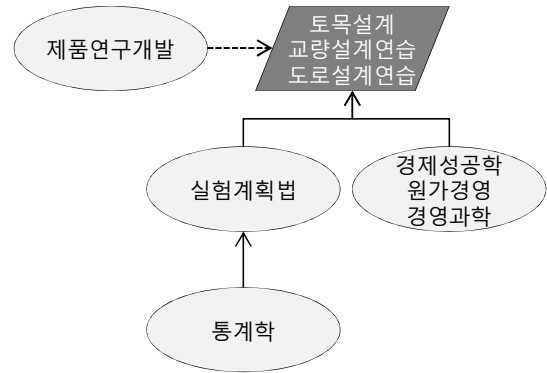 제품연구개발
토목설계
교량설계연습
도로설계연습
실험계획법
경제성공학
원가경영
경영과학
통계학